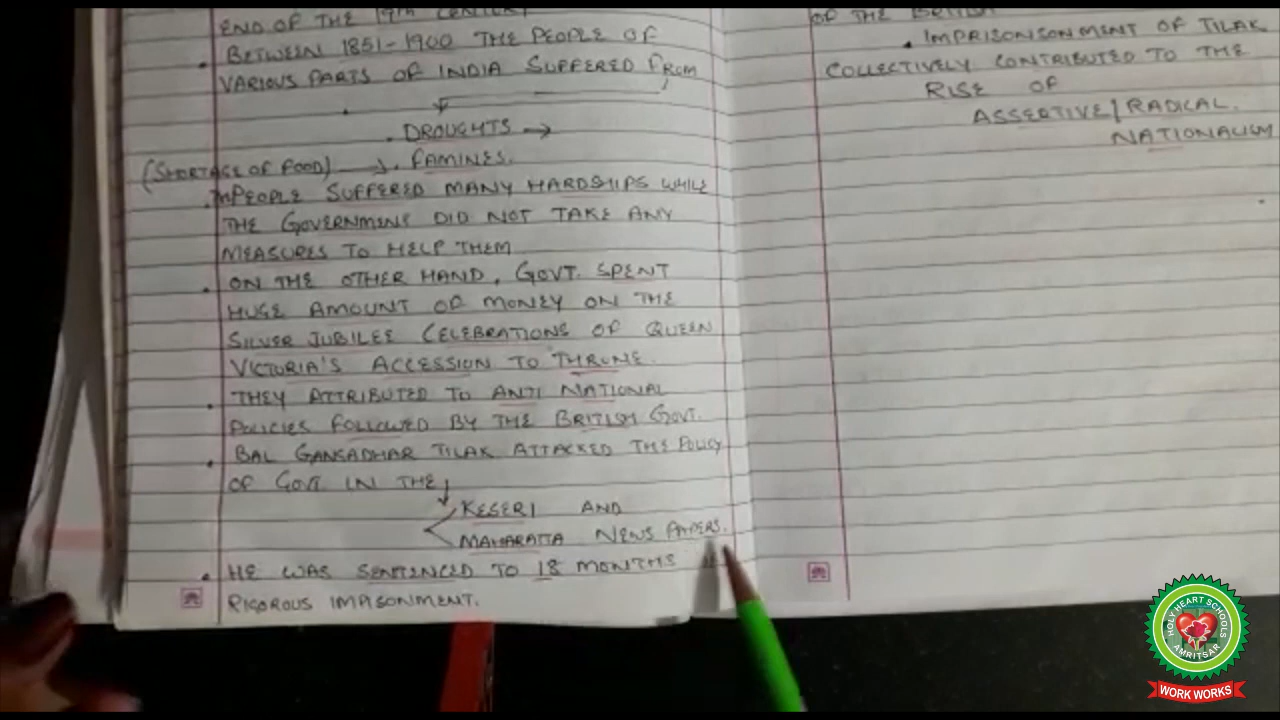 END OF THE 19TH CENTURY
. BETWEEN 1851-1900 THE PEOPLE OF
VARIOUS PARTS OF INDIA SUFFERED FROM
. DROUGHTS →
(SHORTAGE OF FOOD) → . FAMINES.
. PEOPLE SUFFERED MANY HARDSHIPS WHILE
THE GOVERNMENT DID NOT TAKE ANY
MEASURES TO HELP THEM
. ON THE OTHER HAND, GOVT. SPENT
HUGE AMOUNT OF MONEY ON THE
SILVER JUBILEE CELEBRATIONS OF QUEEN
VICTORIA'S ACCESSION TO THRONE.
. THEY ATTRIBUTED TO ANTI NATIONAL
POLICIES FOLLOWED BY THE BRITISH GOVT.
. BAL GANGADHAR TILAK ATTACKED THE POLICY
OF GOVT. IN THE
KESERI AND
MAHARATTA NEWS PAPERS.
. HE WAS SENTENCED TO 18 MONTHS
RIGOROUS IMPASONMENT.
OF THE BRITISH
. IMPRISONSONMENT OF TILAK
COLLECTIVELY CONTRIBUTED TO THE
RISE OF
ASSERTIVE/RADICAL.
NATIONALISM
HOLY HEART SCHOOLS
AMRITSAR
WORK WORKS